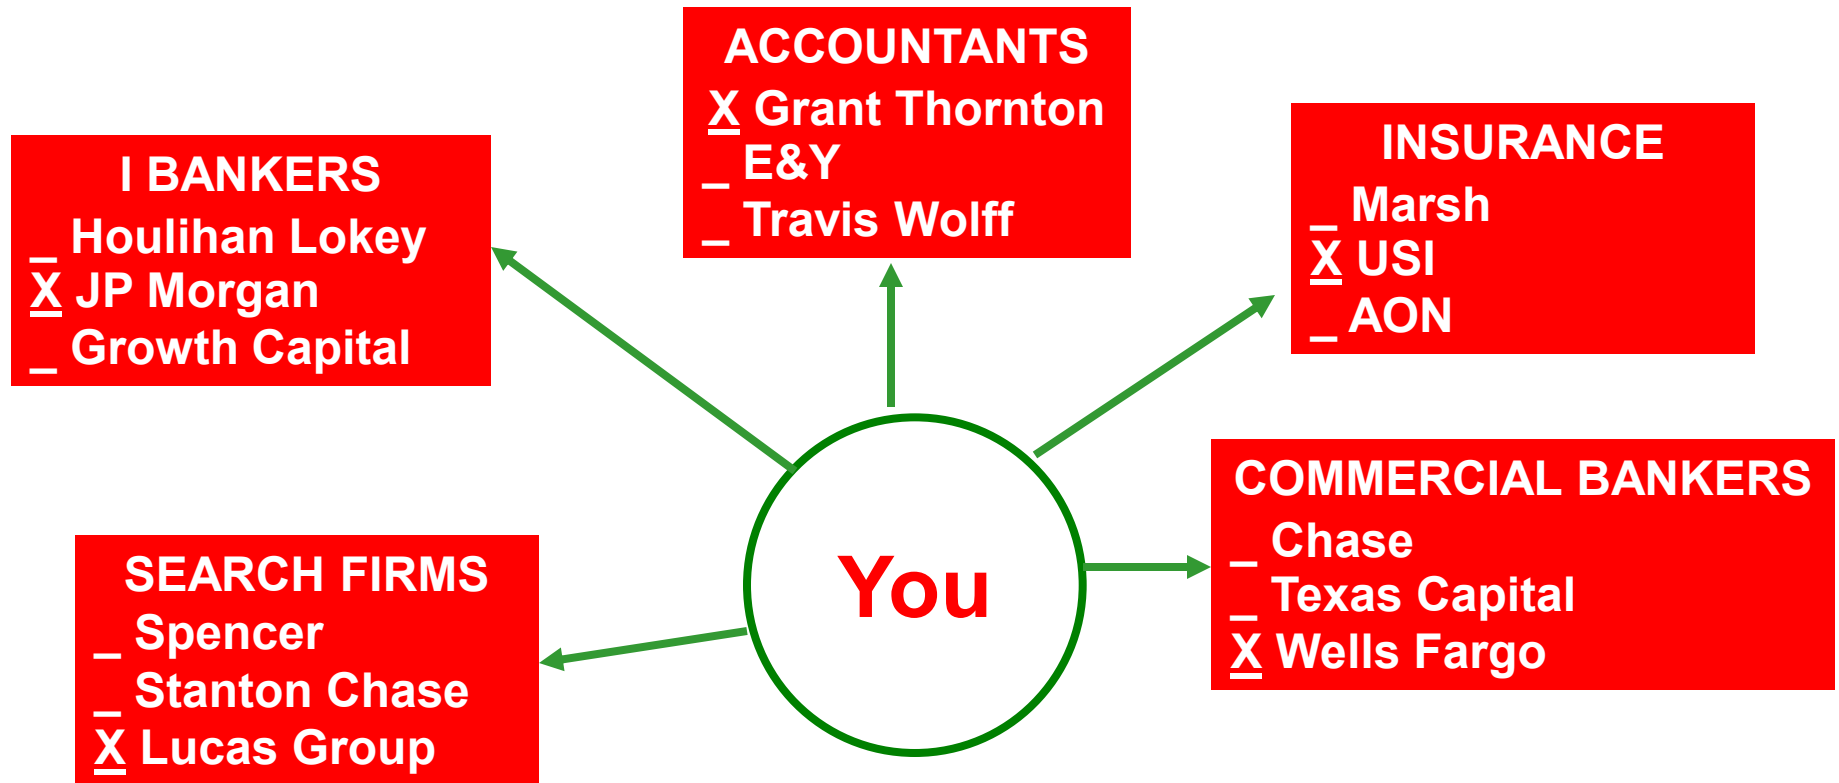 ACCOUNTANTS
X Grant Thornton
_ E&Y
_ Travis Wolff
I BANKERS
_ Houlihan Lokey
X JP Morgan
_ Growth Capital
INSURANCE
_ Marsh
X USI
_ AON
COMMERCIAL BANKERS
_ Chase
_ Texas Capital
X Wells Fargo
SEARCH FIRMS
_ Spencer
_ Stanton Chase
X Lucas Group
You